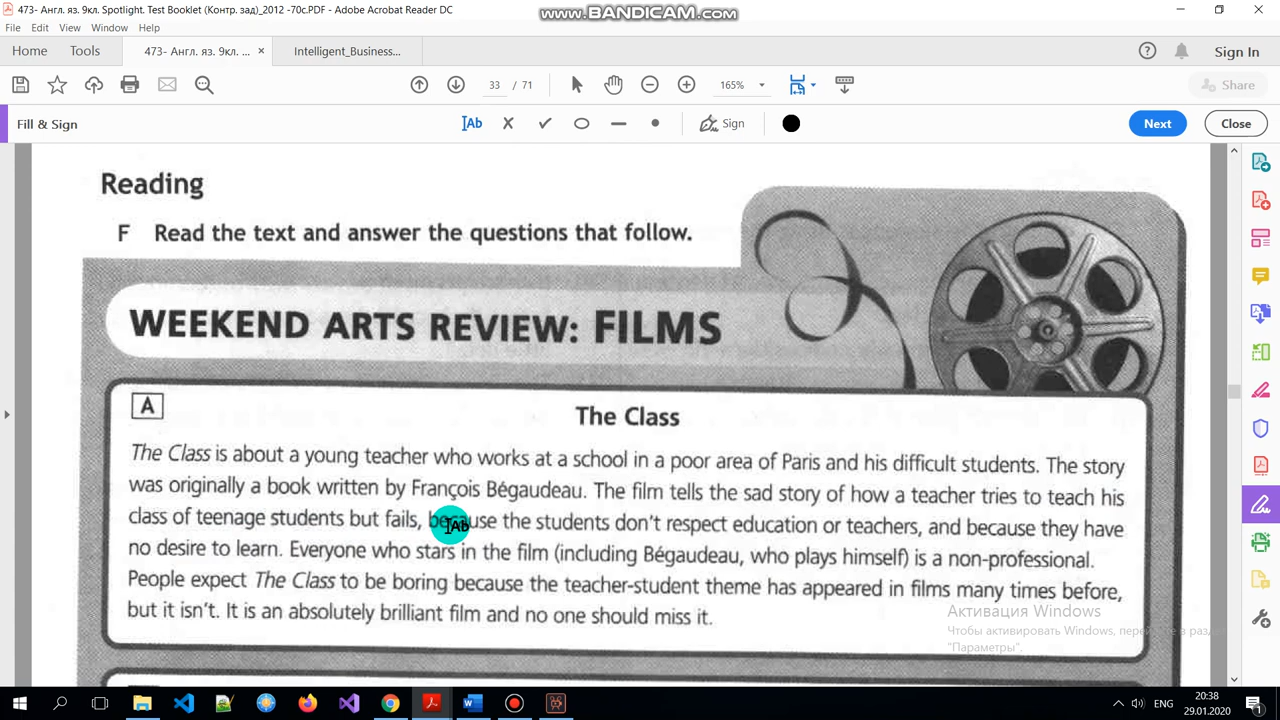 473- Англ. яз. 9кл. Spotlight. Test Booklet (Контр. зад)_2012 -70c.PDF - Adobe Acrobat Reader DC
www.BANDICAM.com
File Edit View Window Help
Home Tools 473- Англ. яз. 9кл. ... × Intelligent_Business... Sign In
33 / 71 165% Share
Fill & Sign Ab Sign Next Close
Reading
F Read the text and answer the questions that follow.
WEEKEND ARTS REVIEW: FILMS
A
The Class
The Class is about a young teacher who works at a school in a poor area of Paris and his difficult students. The story
was originally a book written by François Bégaudeau. The film tells the sad story of how a teacher tries to teach his
class of teenage students but fails, because the students don't respect education or teachers, and because they have
no desire to learn. Everyone who stars in the film (including Bégaudeau, who plays himself) is a non-professional.
People expect The Class to be boring because the teacher-student theme has appeared in films many times before,
but it isn't. It is an absolutely brilliant film and no one should miss it.
Ab
Активация Windows
Чтобы активировать Windows, в раз
"Параметры".
ENG
20:38
29.01.2020
1